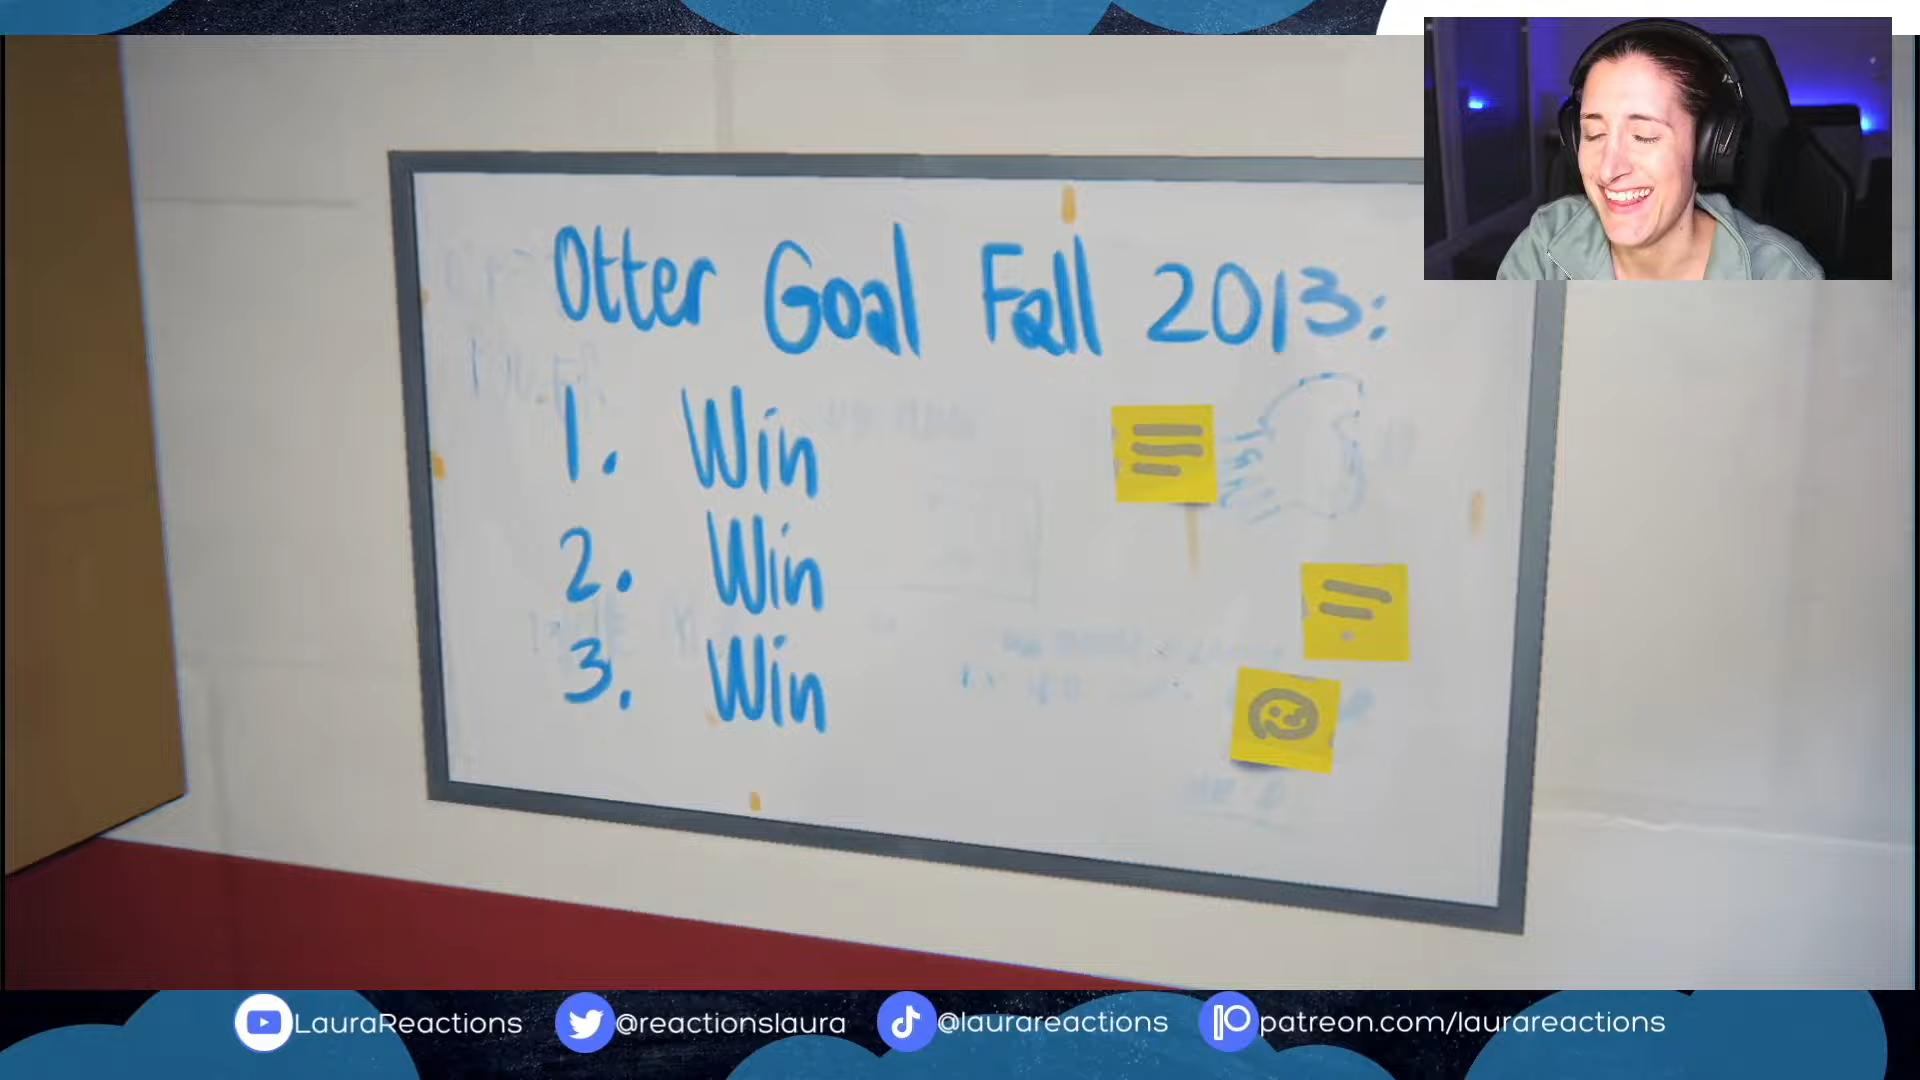 Otter Goal Fall 2013:
1. Win
2. Win
3. Win
LauraReactions @reactionslaura @laurareactions patreon.com/laurareactions